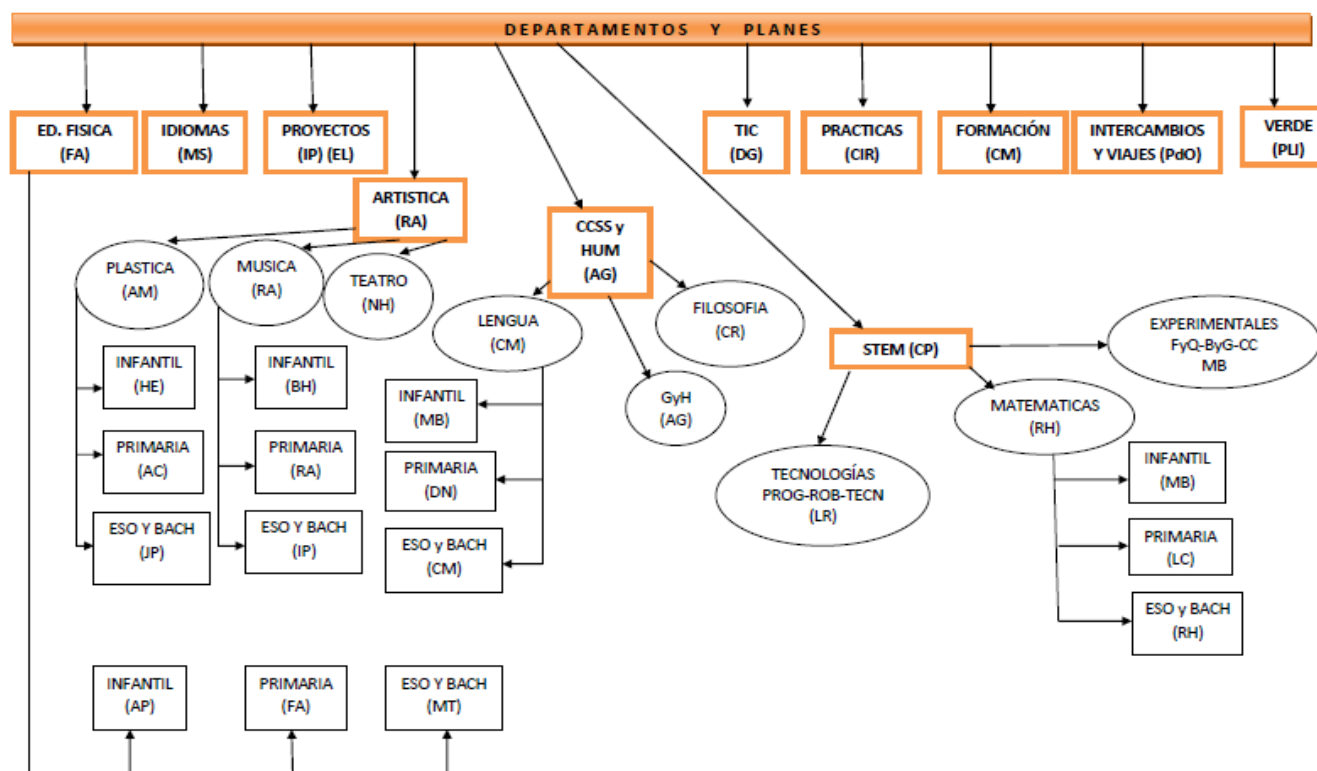 DEPARTAMENTOS Y PLANES
ED. FISICA
(FA)
IDIOMAS
(MS)
PROYECTOS
(IP) (EL)
TIC
(DG)
PRACTICAS
(CIR)
FORMACIÓN
(CM)
INTERCAMBIOS
Y VIAJES (PdO)
VERDE
(PLI)
ARTISTICA
(RA)
CCSS y
HUM
(AG)
PLASTICA
(AM)
MUSICA
(RA)
TEATRO
(NH)
LENGUA
(CM)
FILOSOFIA
(CR)
STEM (CP)
EXPERIMENTALES
FyQ-ByG-CC
MB
INFANTIL
(HE)
INFANTIL
(BH)
INFANTIL
(MB)
GyH
(AG)
MATEMATICAS
(RH)
PRIMARIA
(AC)
PRIMARIA
(RA)
PRIMARIA
(DN)
TECNOLOGÍAS
PROG-ROB-TECN
(LR)
INFANTIL
(MB)
ESO Y BACH
(JP)
ESO Y BACH
(IP)
ESO y BACH
(CM)
PRIMARIA
(LC)
ESO y BACH
(RH)
INFANTIL
(AP)
PRIMARIA
(FA)
ESO Y BACH
(MT)